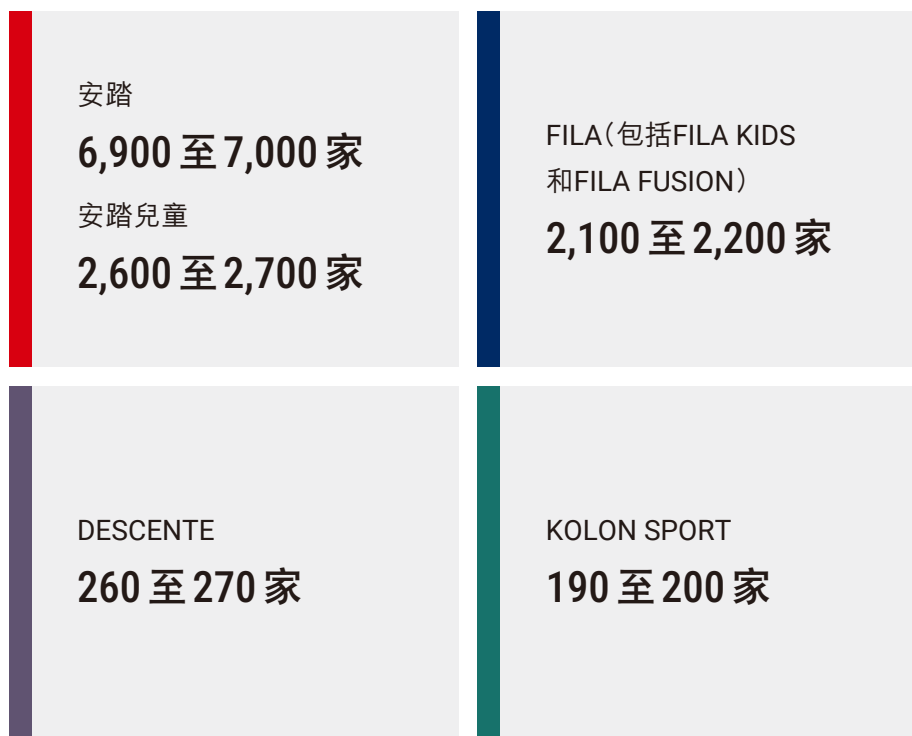 安踏
6,900 至 7,000 家
安踏兒童
2,600 至 2,700 家
FILA（包括FILA KIDS
和FILA FUSION）
2,100 至 2,200 家
DESCENTE
260 至 270 家
KOLON SPORT
190 至 200 家